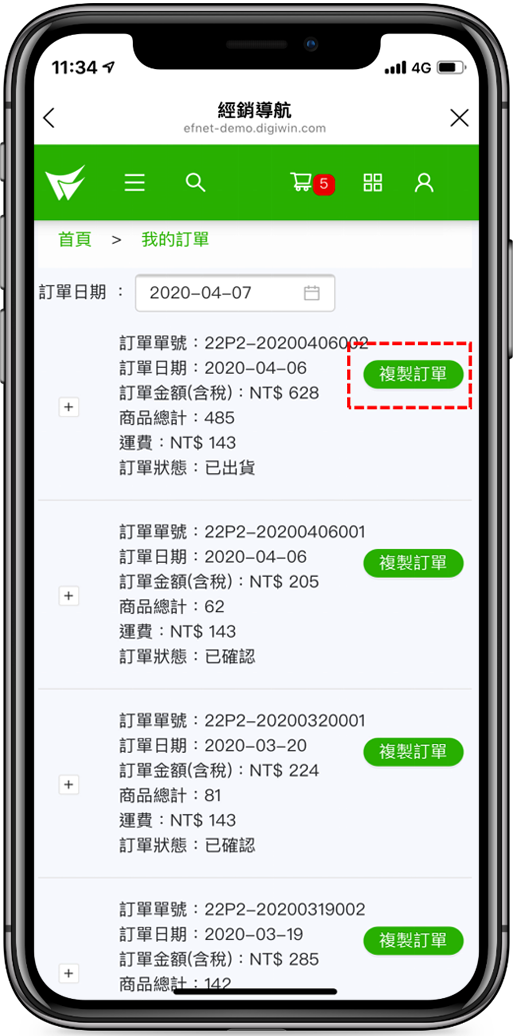 11:34
4G
經銷導航
efnet-demo.digiwin.com
5
首頁 > 我的訂單
訂單日期 : 2020-04-07
訂單單號：22P2-20200406002
訂單日期：2020-04-06
複製訂單
訂單金額(含稅)：NT$ 628
+
商品總計：485
運費：NT$ 143
訂單狀態：已出貨
訂單單號：22P2-20200406001
訂單日期：2020-04-06
複製訂單
訂單金額(含稅)：NT$ 205
+
商品總計：62
運費：NT$ 143
訂單狀態：已確認
訂單單號：22P2-20200320001
訂單日期：2020-03-20
複製訂單
訂單金額(含稅)：NT$ 224
+
商品總計：81
運費：NT$ 143
訂單狀態：已確認
訂單單號：22P2-20200319002
訂單日期：2020-03-19
複製訂單
訂單金額(含稅)：NT$ 285
+
商品總計：142